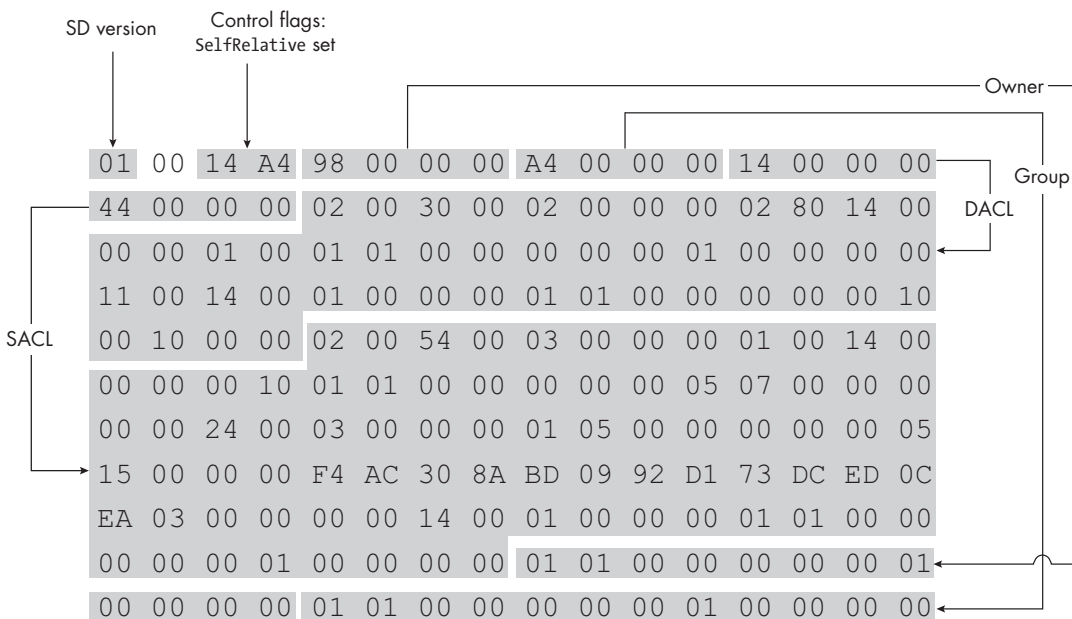 SD version
Control flags:
SelfRelative set
Owner
Group
DACL
SACL
01 00 14 A4 98 00 00 00 A4 00 00 00 14 00 00 00
44 00 00 00 02 00 30 00 02 00 00 00 02 80 14 00
00 00 01 00 01 01 00 00 00 00 00 01 00 00 00 00
11 00 14 00 01 00 00 00 01 01 00 00 00 00 00 10
00 10 00 00 02 00 54 00 03 00 00 00 01 00 14 00
00 00 00 10 01 01 00 00 00 00 00 05 07 00 00 00
00 00 24 00 03 00 00 00 01 05 00 00 00 00 00 05
15 00 00 00 F4 AC 30 8A BD 09 92 D1 73 DC ED 0C
EA 03 00 00 00 00 14 00 01 00 00 00 01 01 00 00
00 00 00 01 00 00 00 00 01 01 00 00 00 00 00 01
00 00 00 00 01 01 00 00 00 00 00 01 00 00 00 00